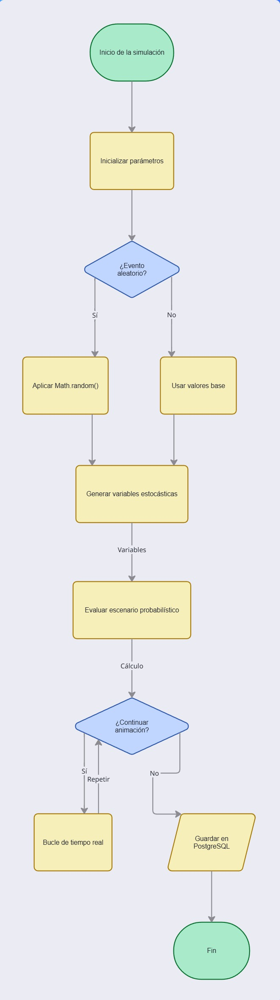 Inicio de la simulación
Inicializar parámetros
¿Evento
aleatorio?
Sí
No
Aplicar Math.random()
Usar valores base
Generar variables estocásticas
Variables
Evaluar escenario probabilístico
Cálculo
¿Continuar
animación?
Sí
Repetir
No
Bucle de tiempo real
Guardar en
PostgreSQL
Fin